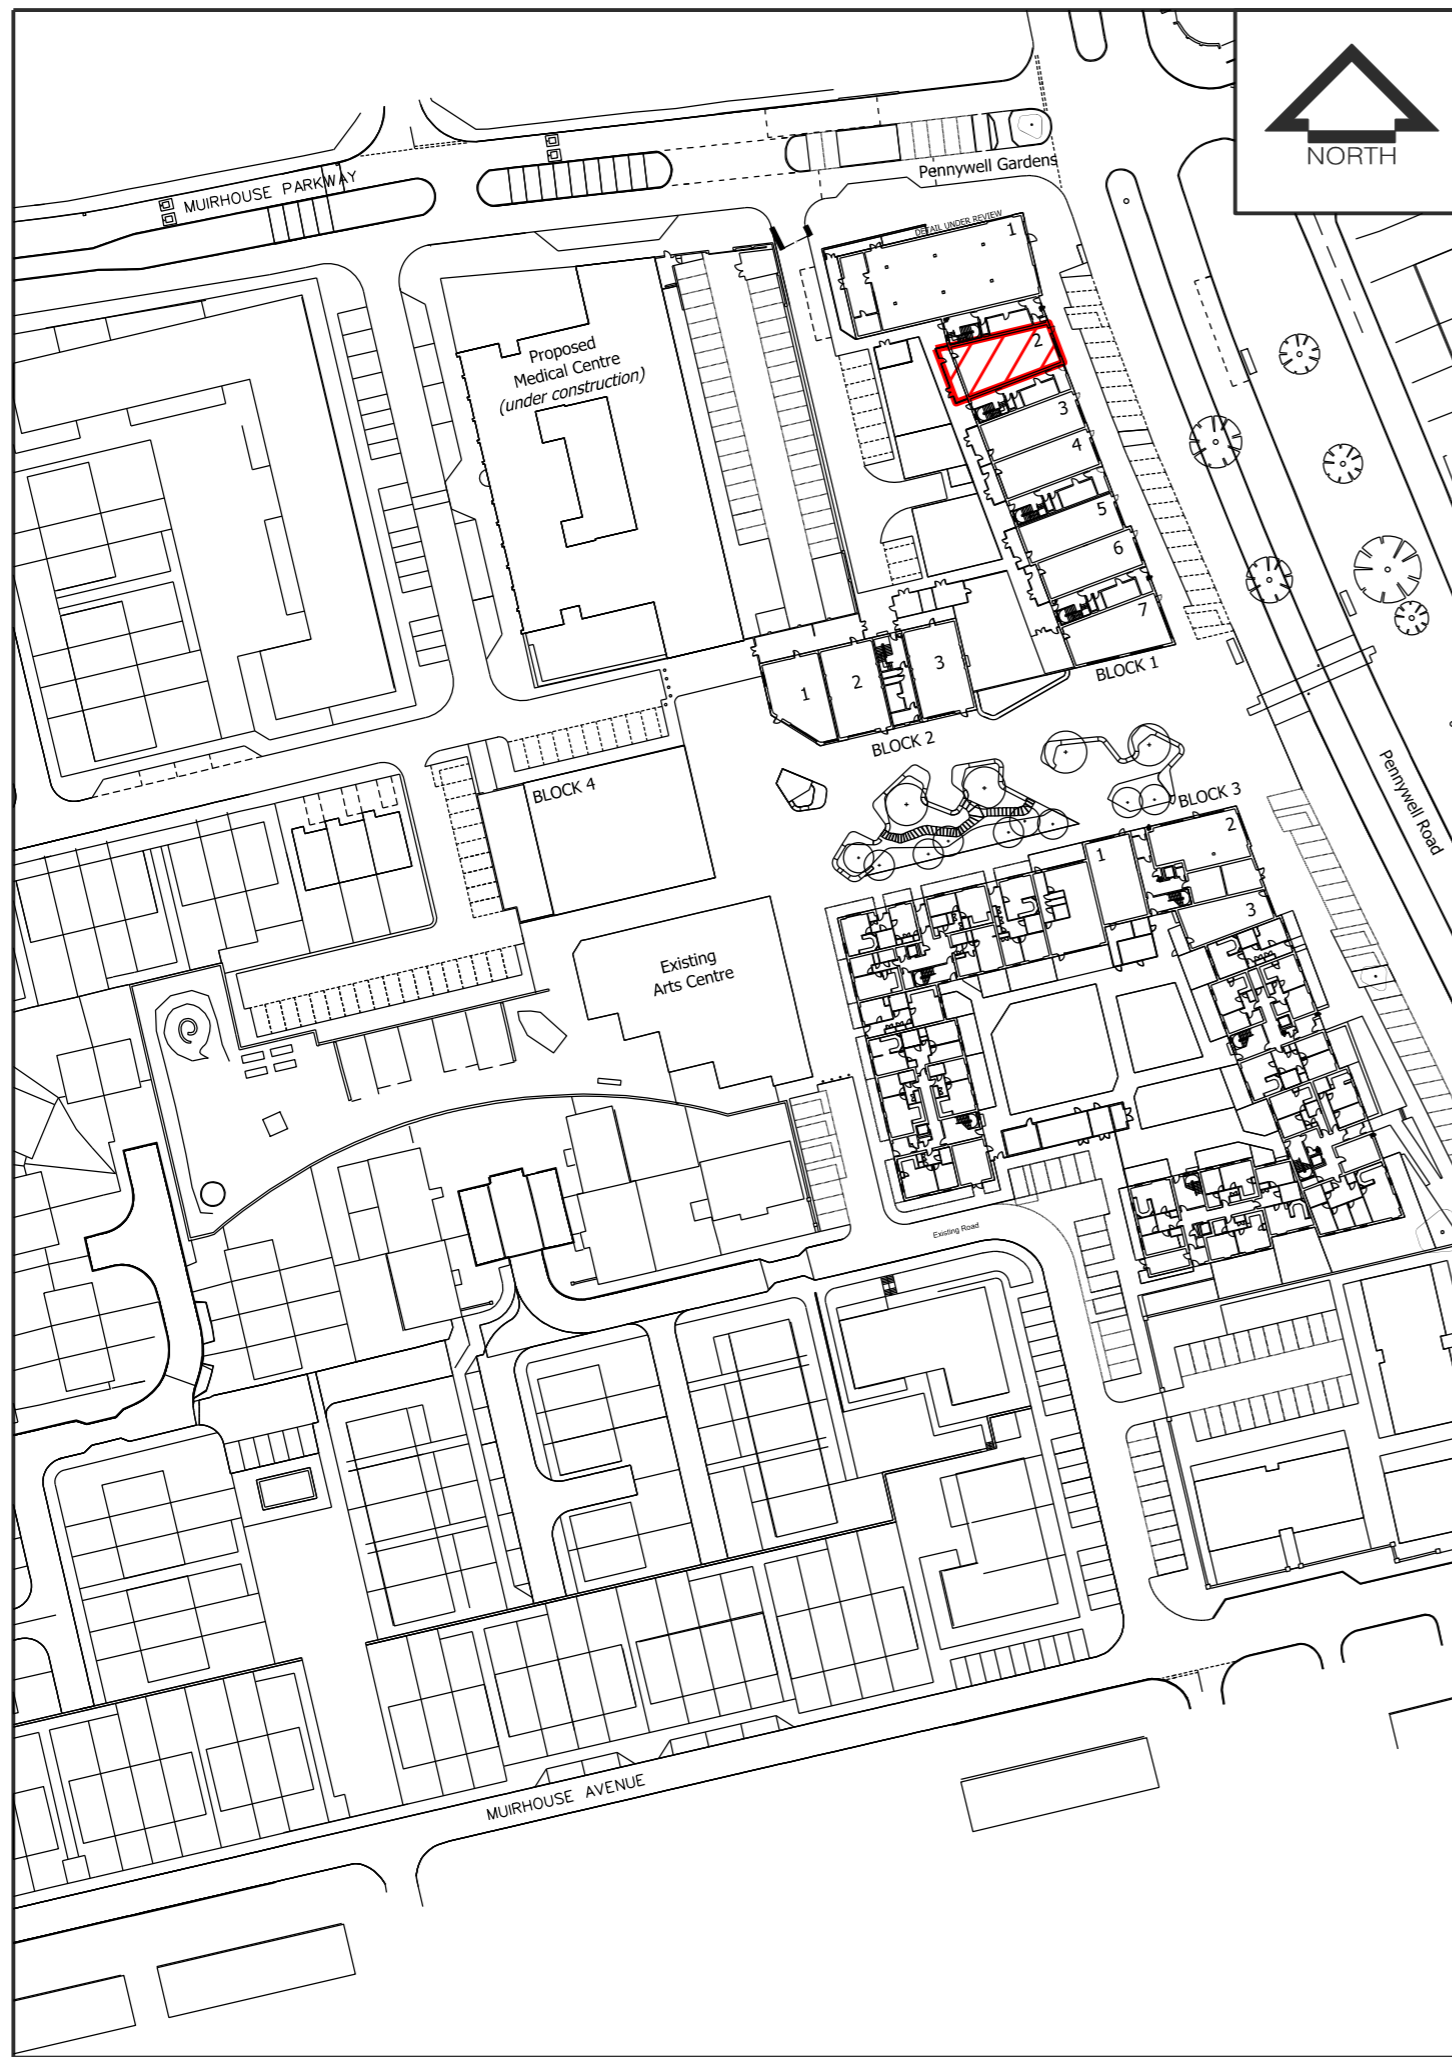 NORTH
MUIRHOUSE PARKWAY
Pennywell Gardens
DETAIL UNDER REVIEW
1
2
3
4
5
6
7
BLOCK 1
Proposed
Medical Centre
(under construction)
1
2
3
BLOCK 2
BLOCK 4
Pennywell Road
BLOCK 3
1
2
3
Existing
Arts Centre
Existing Road
MUIRHOUSE AVENUE